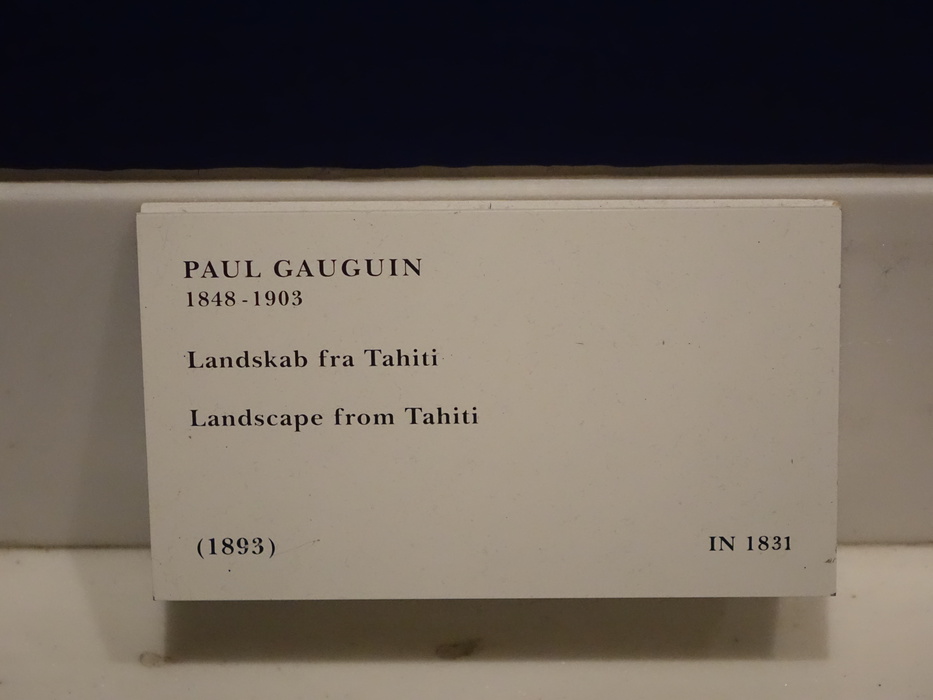 PAUL GAUGUIN
1848-1903
Landskab fra Tahiti
Landscape from Tahiti
(1893) IN 1831